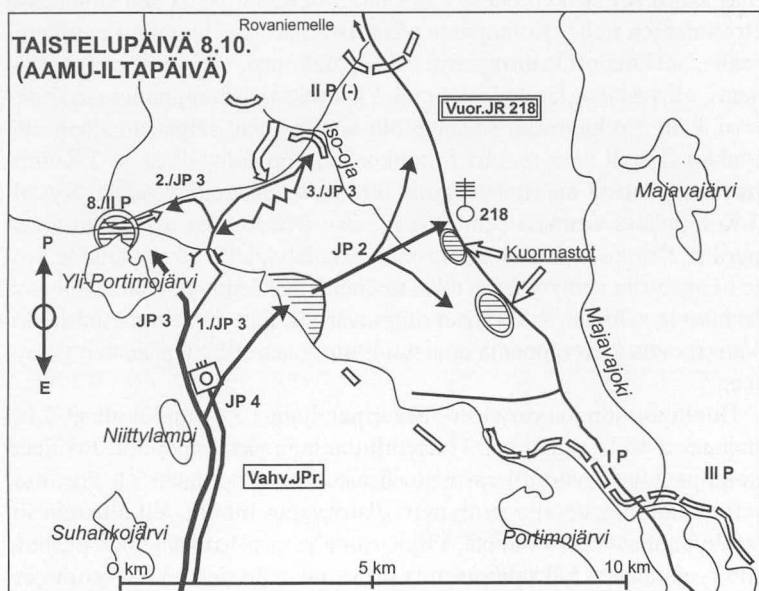 Rovaniemelle
TAISTELUPÄIVÄ 8.10.
(AAMU-ILTAPÄIVÄ)
II P (-)
Vuor.JR 218
Iso-oja
2./JP 3
3./JP 3
8./II P
218
Majavajärvi
P
JP 2
Kuormastot
Yli-Portimojärvi
JP 3
1./JP 3
Matavajoki
E
JP 4
Niittylampi
I P
III P
Vahv.JPr.
Suhankojärvi
Portimojärvi
0 km
5 km
10 km